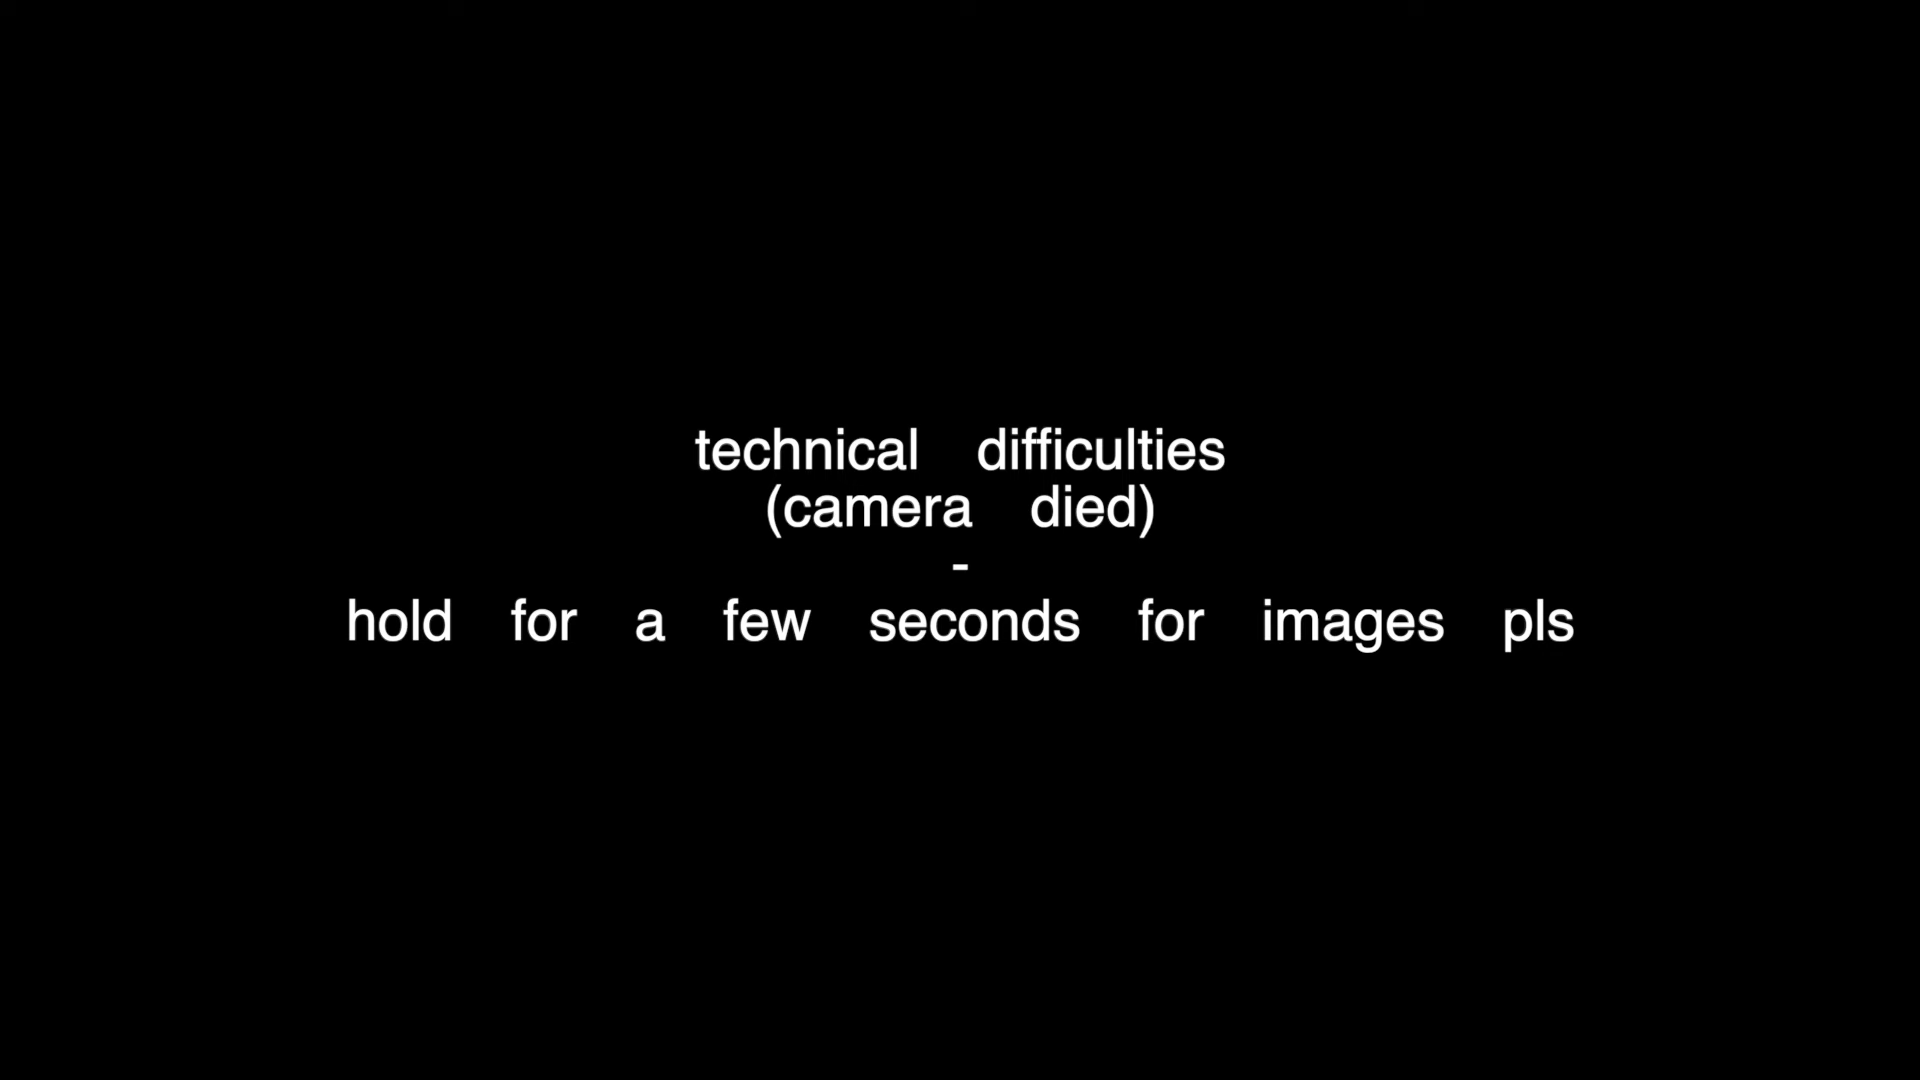 technical difficulties
(camera died)
-
hold for a few seconds for images pls